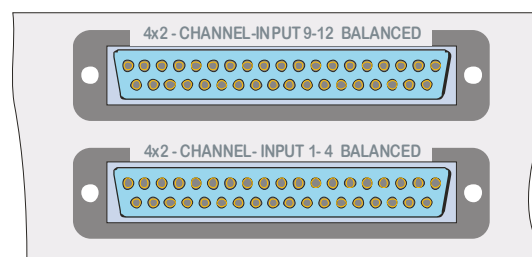 4x2 - CHANNEL-INPUT 9-12 BALANCED
4x2 - CHANNEL- INPUT 1- 4 BALANCED